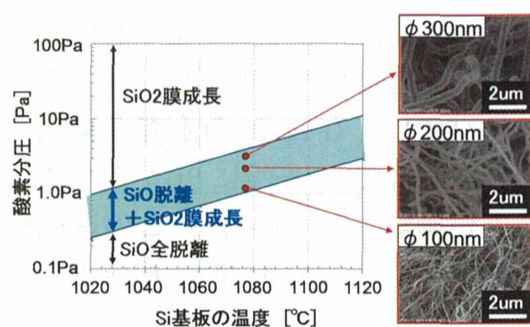 100Pa
10Pa
1.0Pa
0.1Pa
酸素分圧 [Pa]
SiO2膜成長
SiO脱離
＋SiO2膜成長
SiO全脱離
1020
1040
1060
1080
1100
1120
Si基板の温度 [℃]
φ300nm
2um
φ200nm
2um
φ100nm
2um